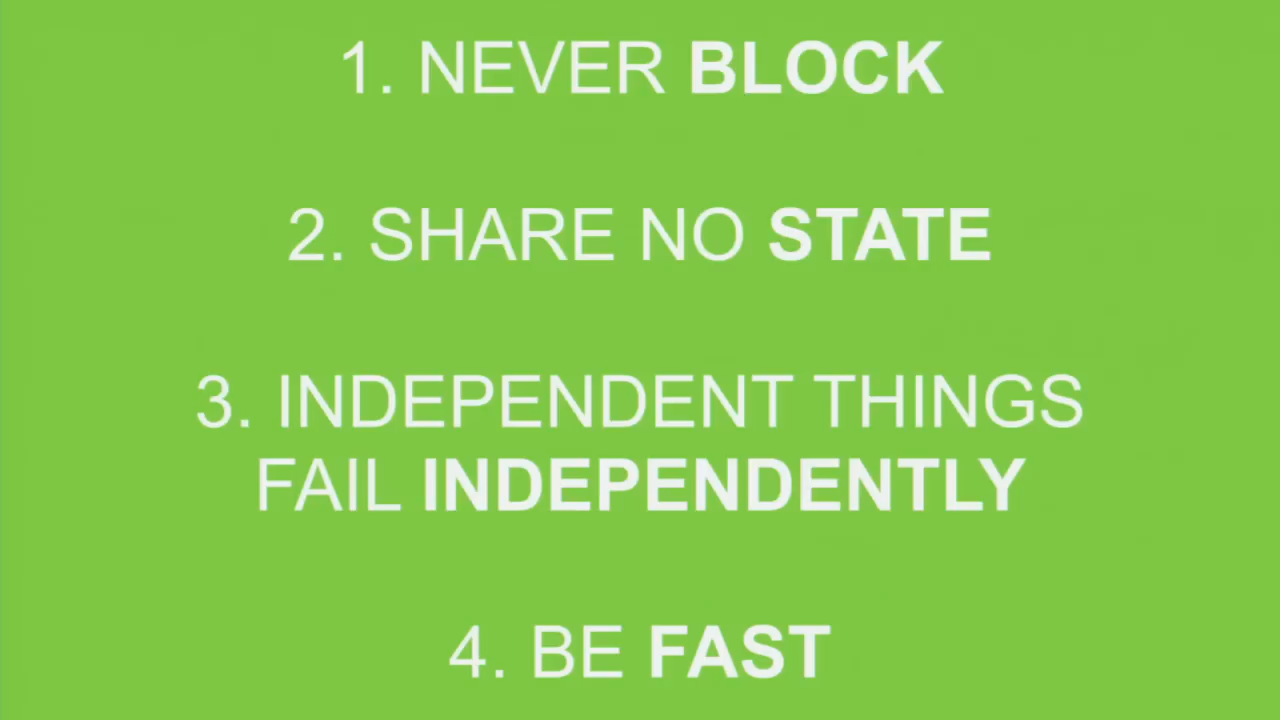 1. NEVER BLOCK
2. SHARE NO STATE
3. INDEPENDENT THINGS
FAIL INDEPENDENTLY
4. BE FAST